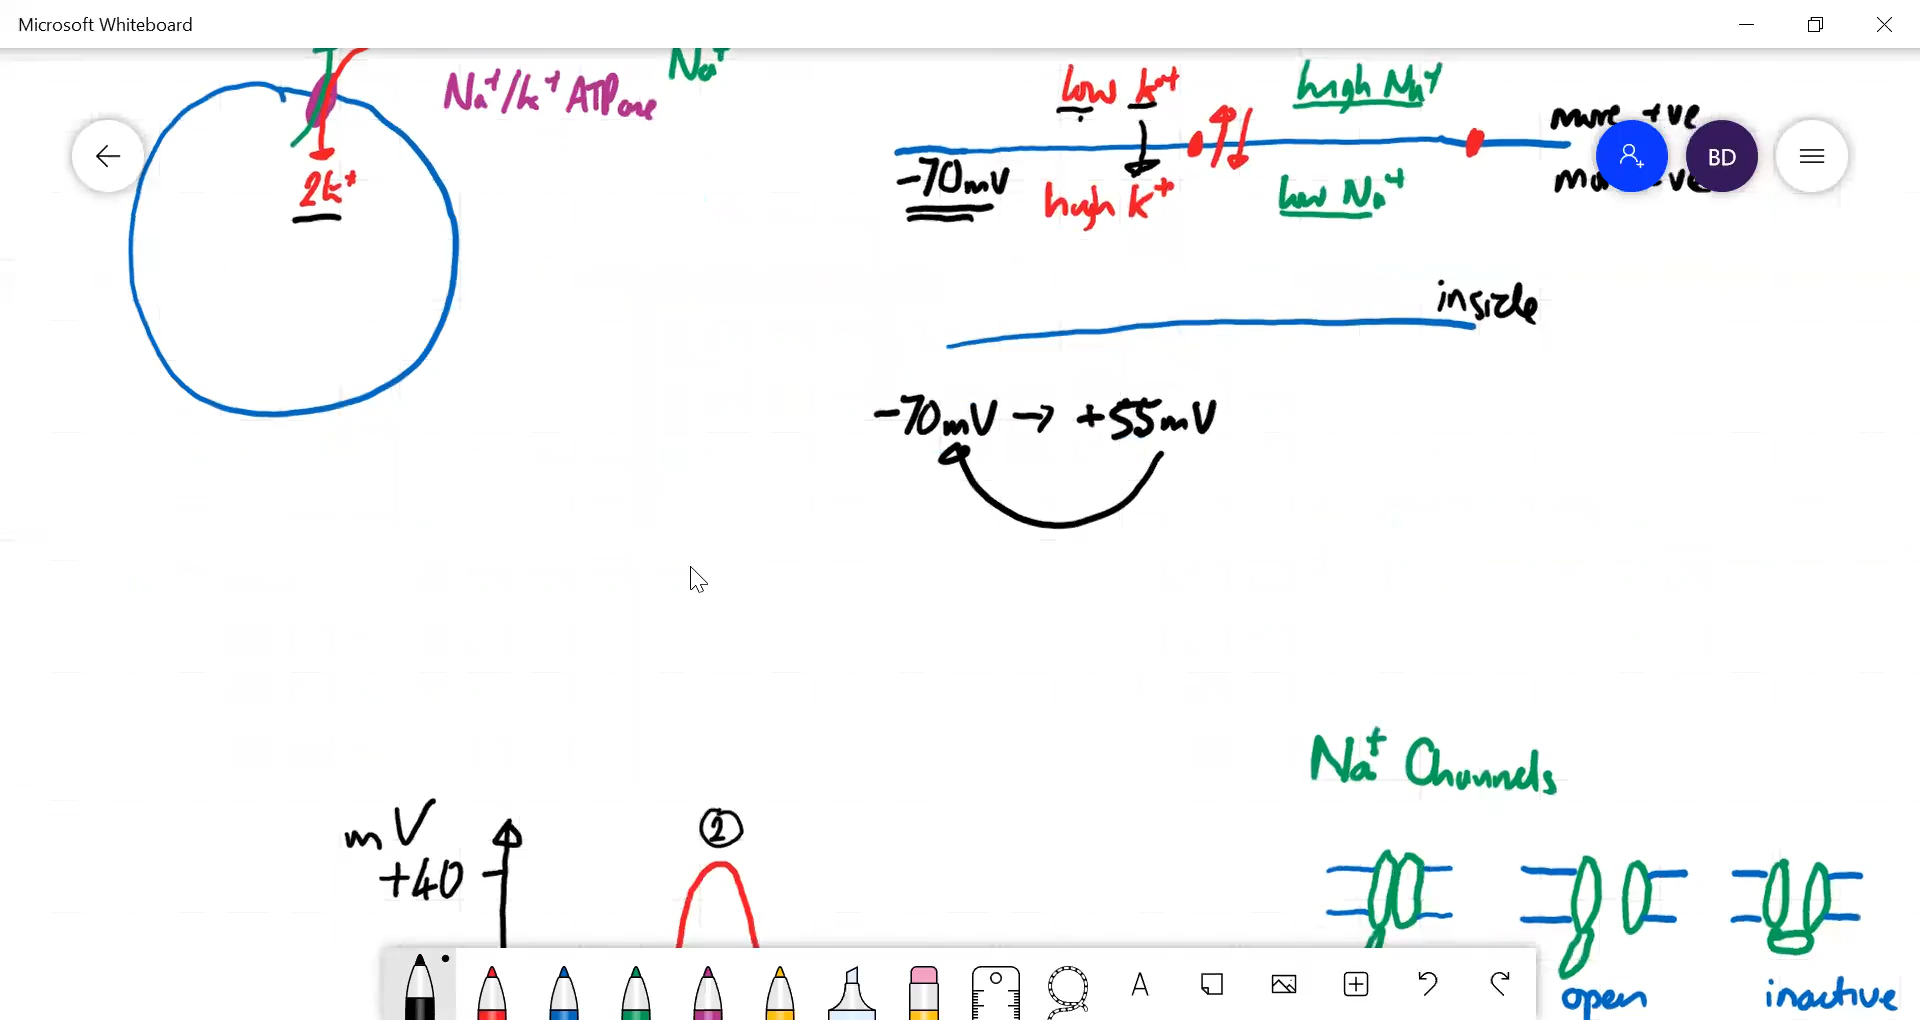 Microsoft Whiteboard
Na⁺/K⁺ ATPase
Na⁺
2K⁺
low K⁺
high Na⁺
more +ve
-70mV
high K⁺
low Na⁺
BD
inside
-70mV → +55mV
Na⁺ Channels
mV
+40
②
open
inactive
A